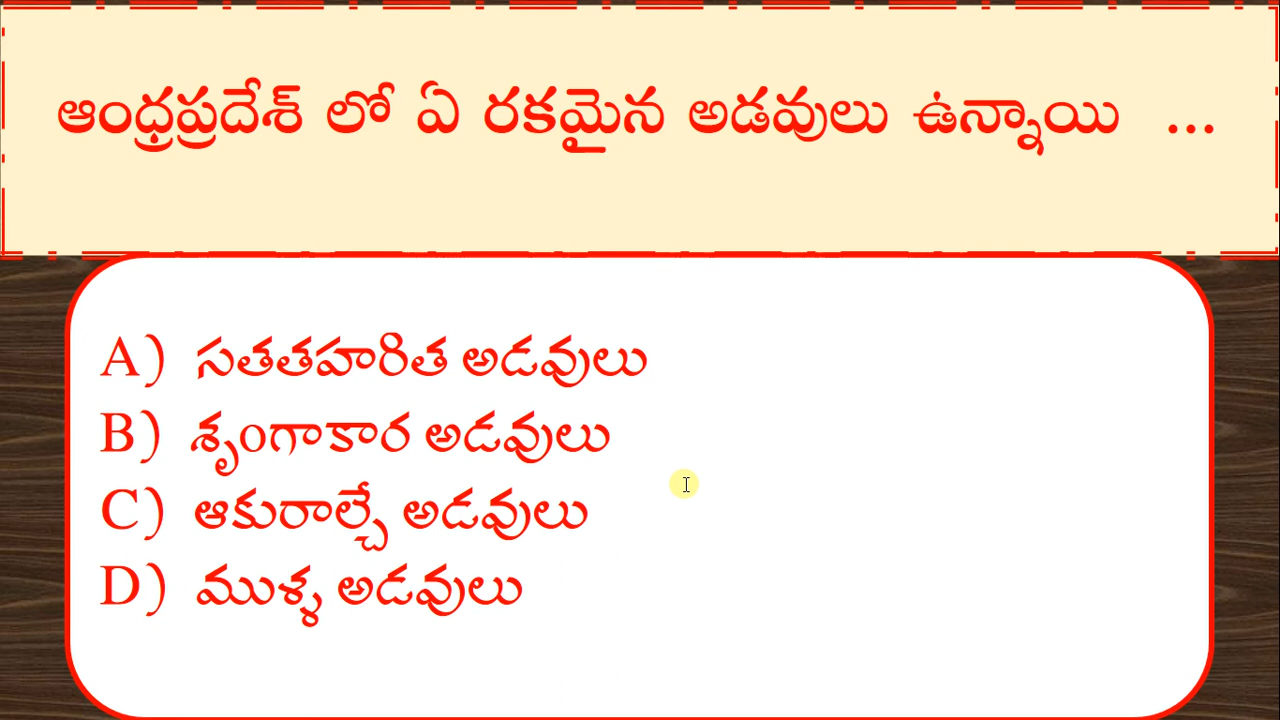 ఆంధ్రప్రదేశ్ లో ఏ రకమైన అడవులు ఉన్నాయి ...
A) సతతహరిత అడవులు
B) శృంగాకార అడవులు
C) ఆకురాల్చే అడవులు
D) ముళ్ళ అడవులు